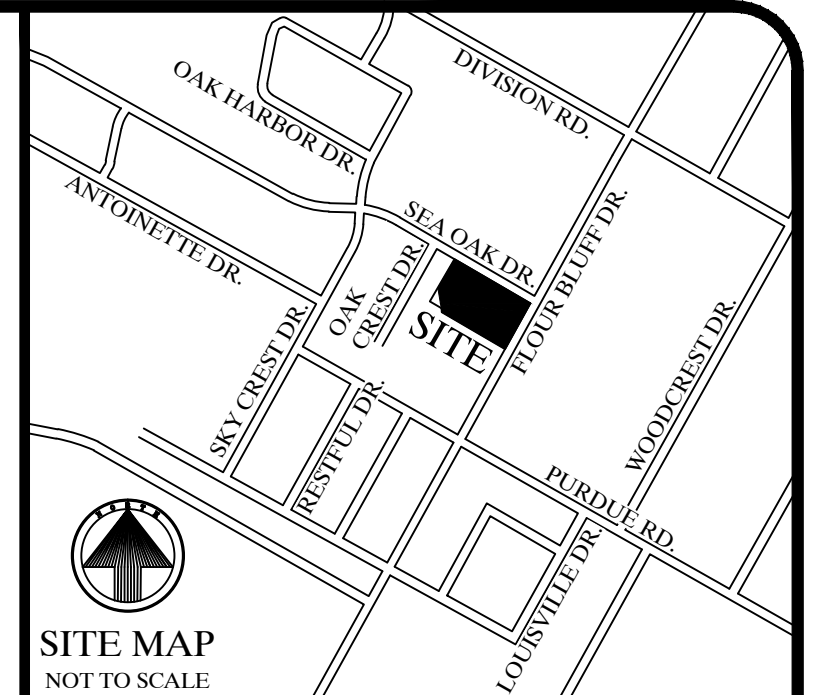 DIVISION RD.
OAK HARBOR DR.
ANTOINETTE DR.
SEA OAK DR.
FLOUR BLUFF DR.
OAK
CREST DR.
SITE
SKY CREST DR.
WOODCREST DR.
RESTFUL DR.
PURDUE RD.
LOUISVILLE DR.
NORTH
SITE MAP
NOT TO SCALE